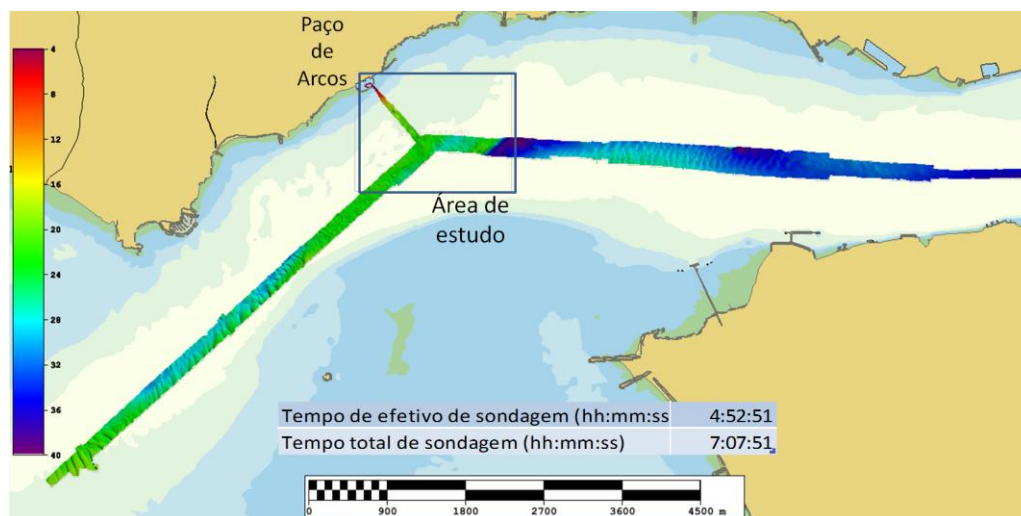 Paço
de
Arcos
4
8
12
16
20
24
28
32
36
40
Área de
estudo
Tempo de efetivo de sondagem (hh:mm:ss 4:52:51
Tempo total de sondagem (hh:mm:ss) 7:07:51
0 900 1800 2700 3600 4500 m